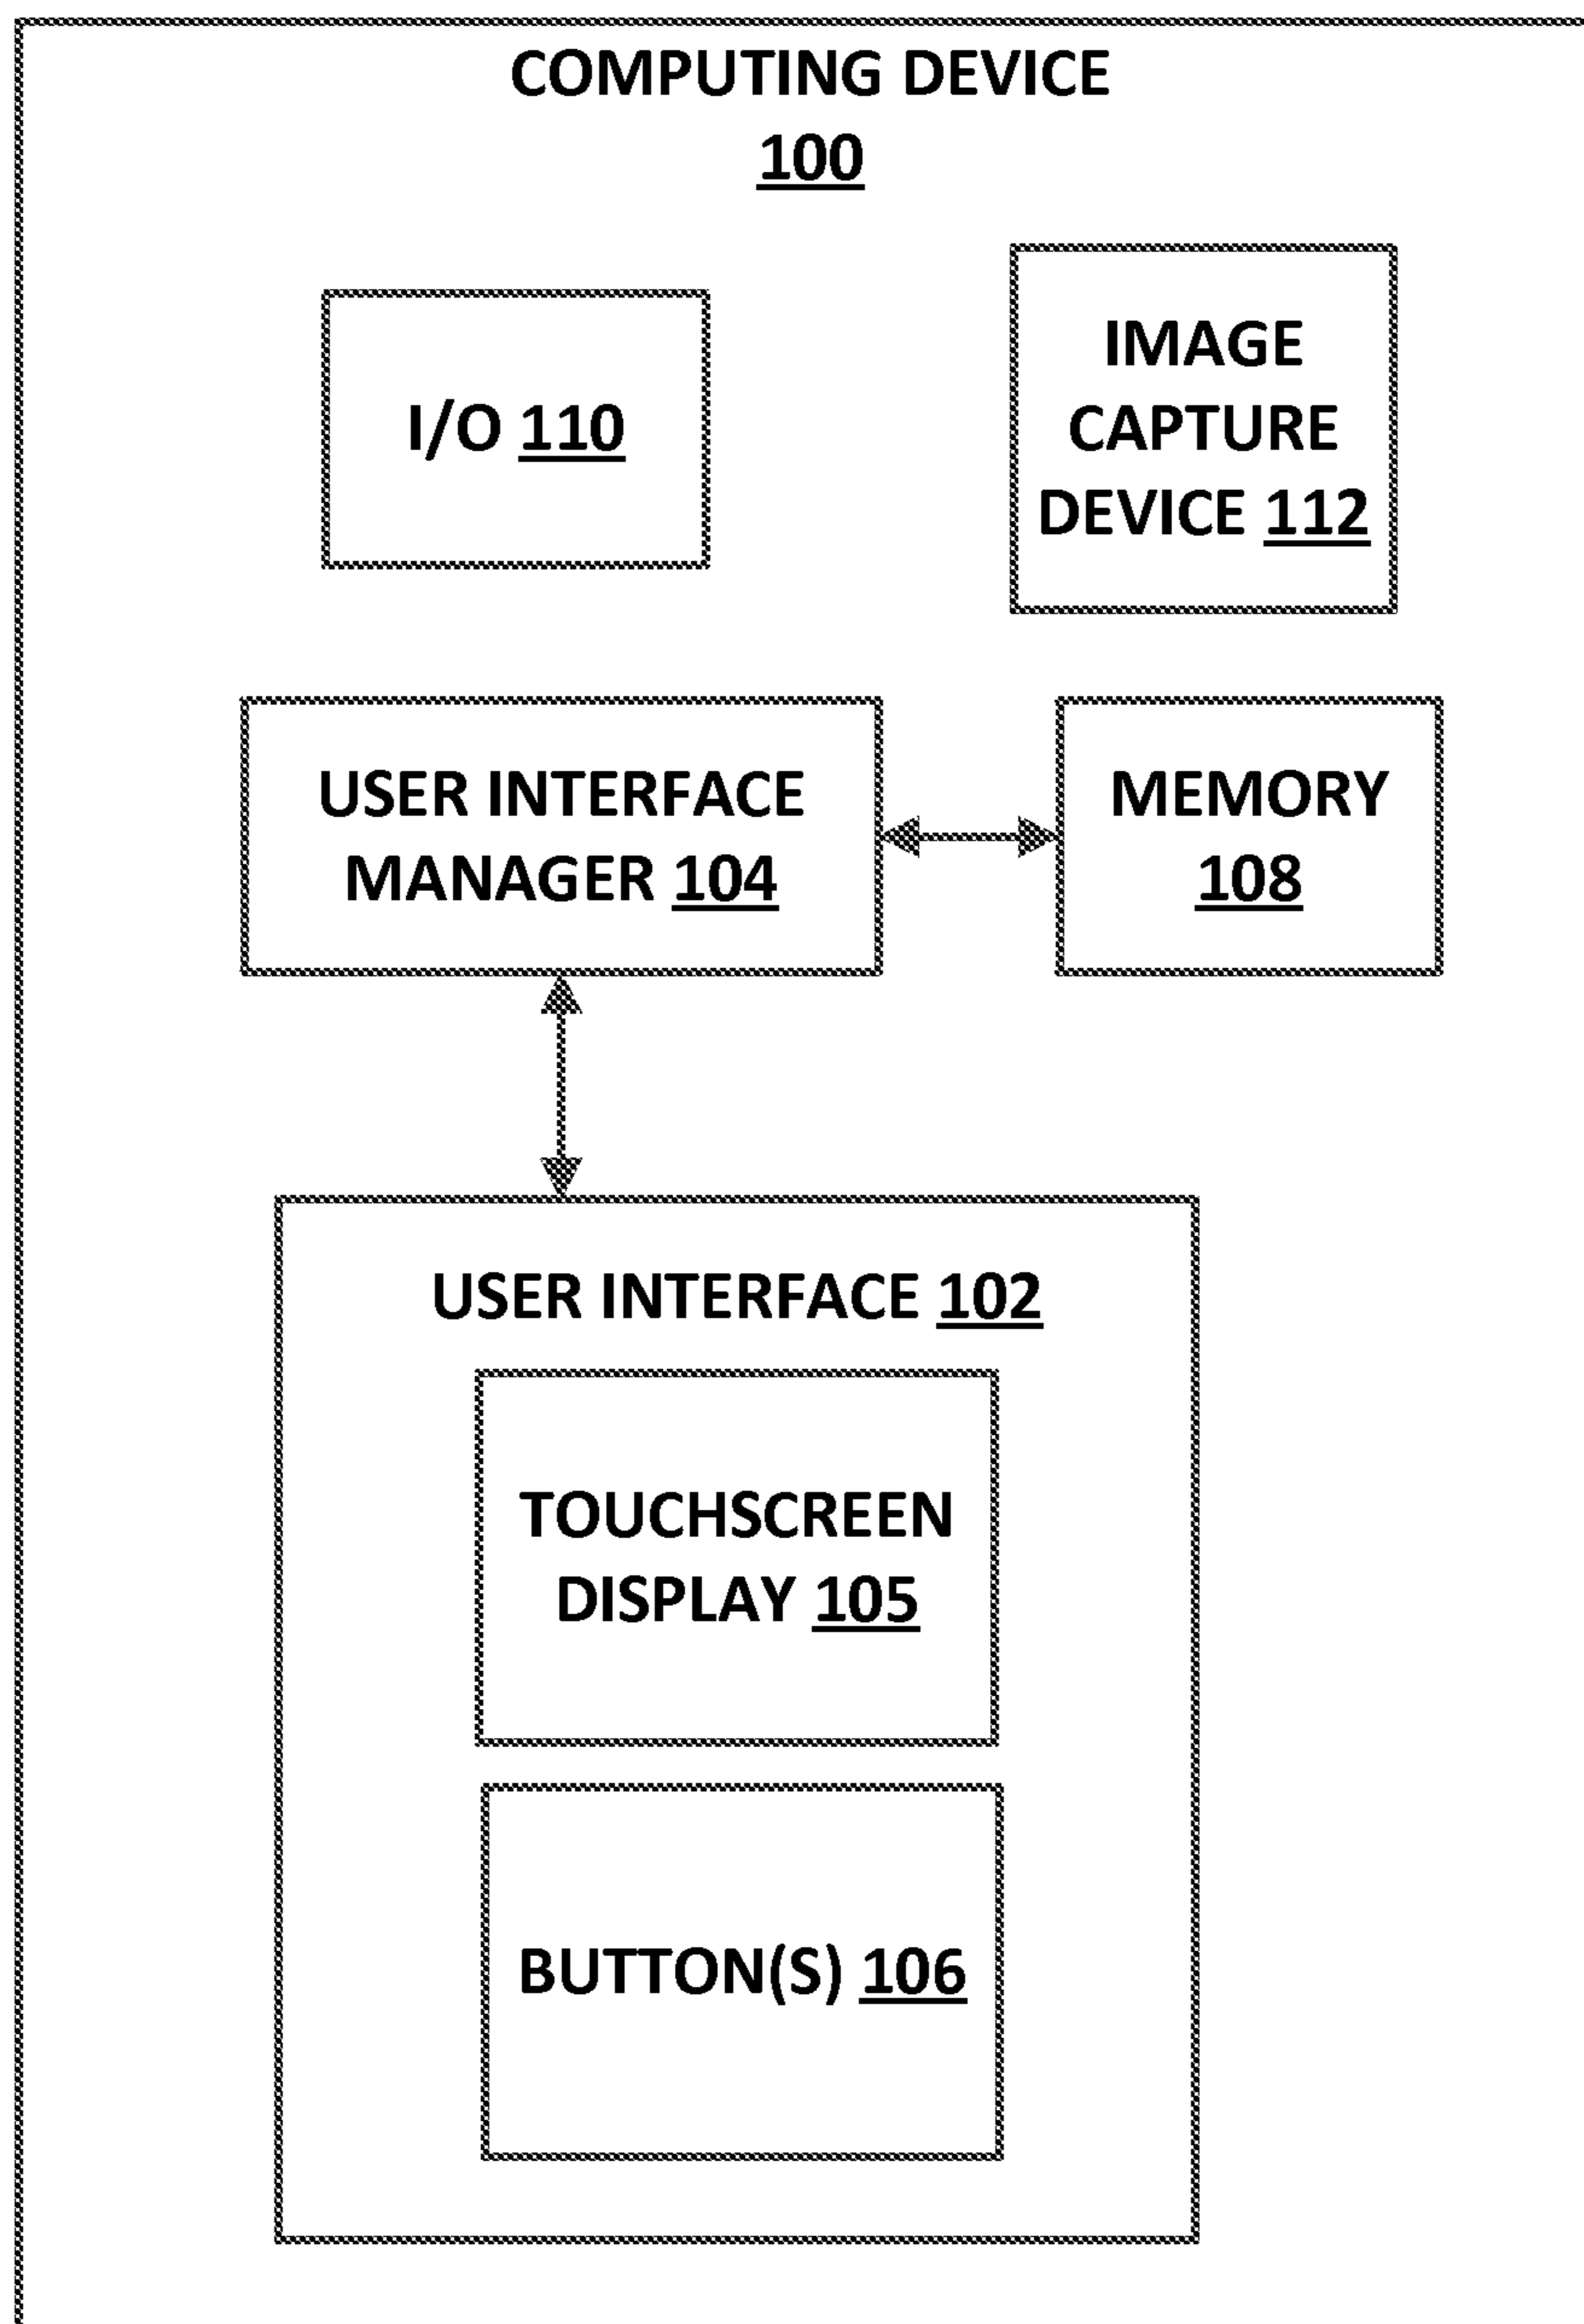 COMPUTING DEVICE
100
I/O 110
IMAGE
CAPTURE
DEVICE 112
USER INTERFACE
MANAGER 104
MEMORY
108
USER INTERFACE 102
TOUCHSCREEN
DISPLAY 105
BUTTON(S) 106